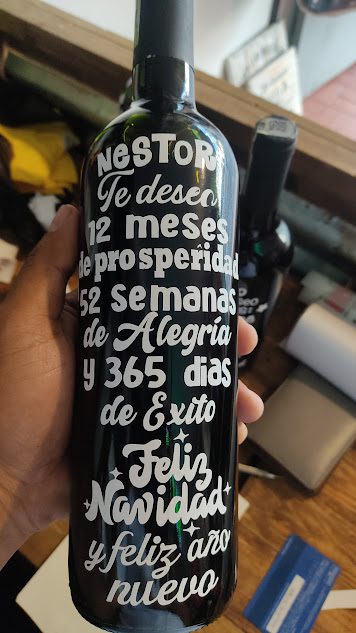 NeSTOR
Te deseo
12 meses
de prosperidad
52 semanas
de Alegría
y 365 dias
de Exito
Feliz
Navidad
y feliz año
nuevo